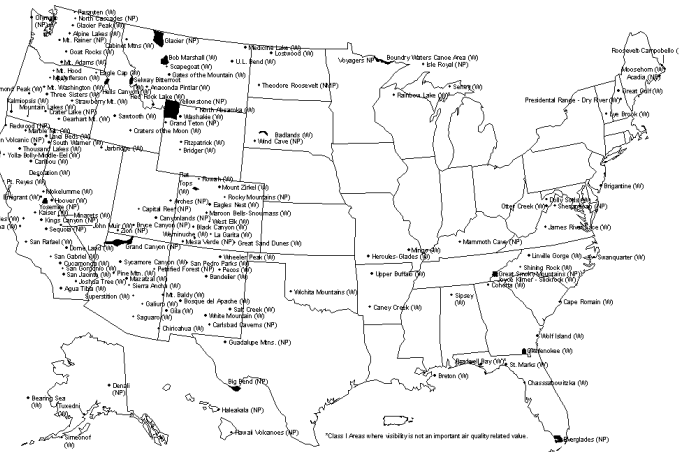 Pasayten (W)
Olympic (NP)
North Cascades (NP)
Glacier Peak (W)
Alpine Lakes (W)
Mt. Rainer (NP)
Goat Rocks (W)
Mt. Adams (W)
Mt. Hood
Mt. Jefferson
Mt. Washington (W)
Three Sisters (W)
Strawberry Mt. (W)
Mountain Lakes (W)
Crater Lake (NP)
Gearhart Mt. (W)
Kalmiopsis (W)
Redwood (NP)
Marble Mt. (W)
Lava Beds (W)
South Warner (W)
Thousand Lakes (W)
Yolla Bolly-Middle-Eel (W)
Caribou (W)
Desolation (W)
Pt. Reyes (W)
Mokelumne (W)
Emigrant (W)
Hoover (W)
Yosemite (NP)
Kaiser (W)
Minarets (W)
Kings Canyon (NP)
John Muir (W)
Sequoia (NP)
San Rafael (W)
Dome Land (W)
San Gabriel (W)
Cucamonga (W)
San Gorgonio (W)
San Jacinto (W)
Joshua Tree (W)
Agua Tibia (W)
Cabinet Mts. (W)
Glacier (NP)
Bob Marshall (W)
Scapegoat (W)
Gates of the Mountain (W)
Eagle Cap (W)
Selway Bitterroot
Hells Canyon (W)
Anaconda Pintlar (W)
Red Rock Lake (W)
Yellowstone (NP)
North Absaroka (W)
Washakie (W)
Grand Teton (NP)
Sawtooth (W)
Craters of the Moon (W)
Fitzpatrick (W)
Bridger (W)
Jarbridge (W)
Medicine Lake (W)
Lostwood (W)
U.L. Bend (W)
Theodore Roosevelt (NMP)
Badlands (W)
Wind Cave (NP)
Voyagers NP
Boundry Waters Canoe Area (W)
Isle Royal (NP)
Rainbow Lake (W)
Seney (W)
Roosevelt-Campobello
Moosehorn (W)
Acadia (NP)
Great Gulf (W)
Presidental Range - Dry River (W)
Lye Brook (W)
Brigantine (W)
Dolly Sods (W)
Otter Creek (W)
Shenandoah (NP)
James River Face (W)
Flat Tops (W)
Rawah (W)
Mount Zirkel (W)
Rocky Mountains (NP)
Arches (NP)
Eagles Nest (W)
Capitol Reef (NP)
Maroon Bells-Snowmass (W)
Canyonlands (NP)
West Elk (W)
Bryce Canyon (NP)
Black Canyon (W)
Zion (NP)
Weminuche (W)
La Garita (W)
Mesa Verde (NP)
Great Sand Dunes (W)
Grand Canyon (NP)
Wheeler Peak (W)
Sycamore Canyon (W)
San Pedro Parks (W)
Petrified Forest (NP)
Pecos (W)
Pine Mtn. (W)
Bandelier (W)
Mazatzal (W)
Sierra Ancha (W)
Superstition (W)
Mt. Baldy (W)
Galiuro (W)
Bosque del Apache (W)
Gila (W)
Salt Creek (W)
Saguaro (W)
White Mountain (W)
Chiricahua (W)
Carlsbad Caverns (NP)
Guadalupe Mtns. (NP)
Big Bend (NP)
Wichita Mountains (W)
Mingo (W)
Hercules-Glades (W)
Upper Buffalo (W)
Caney Creek (W)
Mammoth Cave (NP)
Great Smoky Mountains (NP)
Joyce Kilmer - Slickrock (W)
Cohutta (W)
Sipsey (W)
Linville Gorge (W)
Shining Rock (W)
Swanquarter (W)
Cape Romain (W)
Wolf Island (W)
Okefenokee (W)
Bradwell Bay (W)
St. Marks (W)
Breton (W)
Chassahowitzka (W)
Everglades (NP)
Denali (NP)
Bearing Sea (W)
Tuxedni (W)
Simeonof (W)
Haleakala (NP)
Hawaii Volcanoes (NP)
*Class I Areas where visibility is not an important air quality related value.